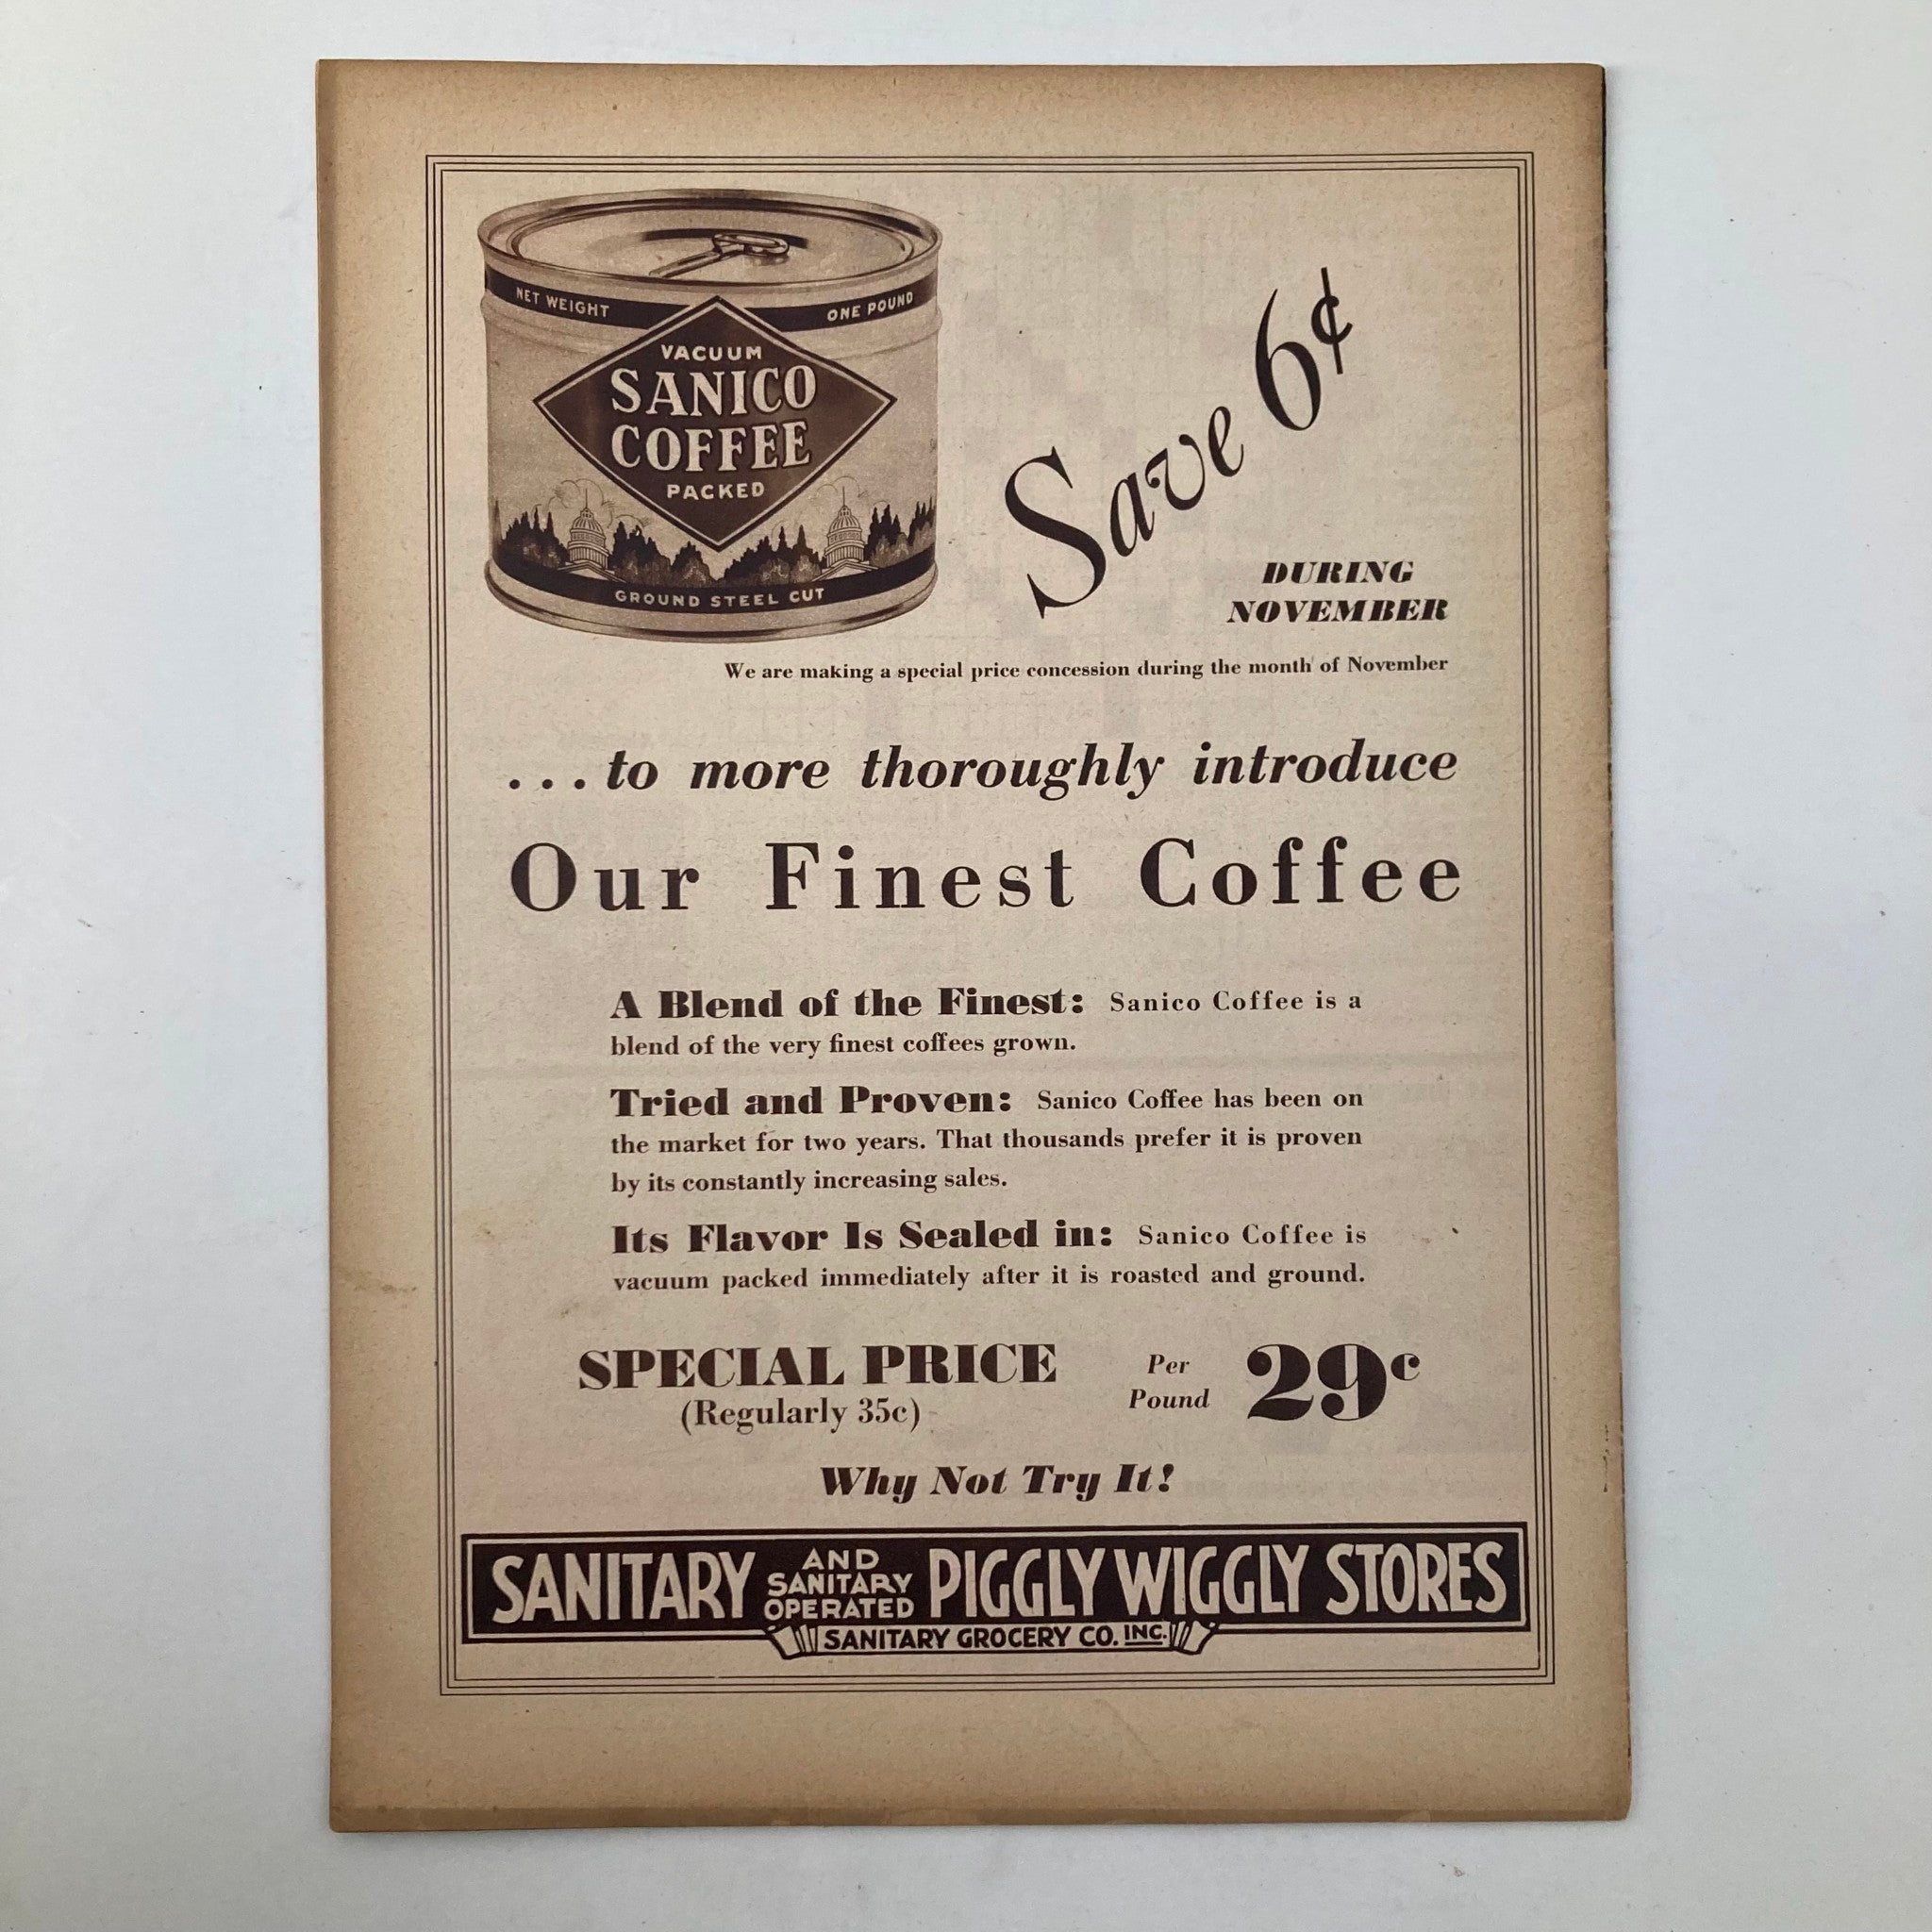 NET WEIGHT ONE POUND
VACUUM
SANICO
COFFEE
PACKED
GROUND STEEL CUT
Save 6¢
DURING
NOVEMBER
We are making a special price concession during the month of November
...to more thoroughly introduce
Our Finest Coffee
A Blend of the Finest: Sanico Coffee is a
blend of the very finest coffees grown.
Tried and Proven: Sanico Coffee has been on
the market for two years. That thousands prefer it is proven
by its constantly increasing sales.
Its Flavor Is Sealed in: Sanico Coffee is
vacuum packed immediately after it is roasted and ground.
SPECIAL PRICE
(Regularly 35c)
Per
Pound
29c
Why Not Try It!
SANITARY AND SANITARY OPERATED PIGGLY WIGGLY STORES
SANITARY GROCERY CO. INC.